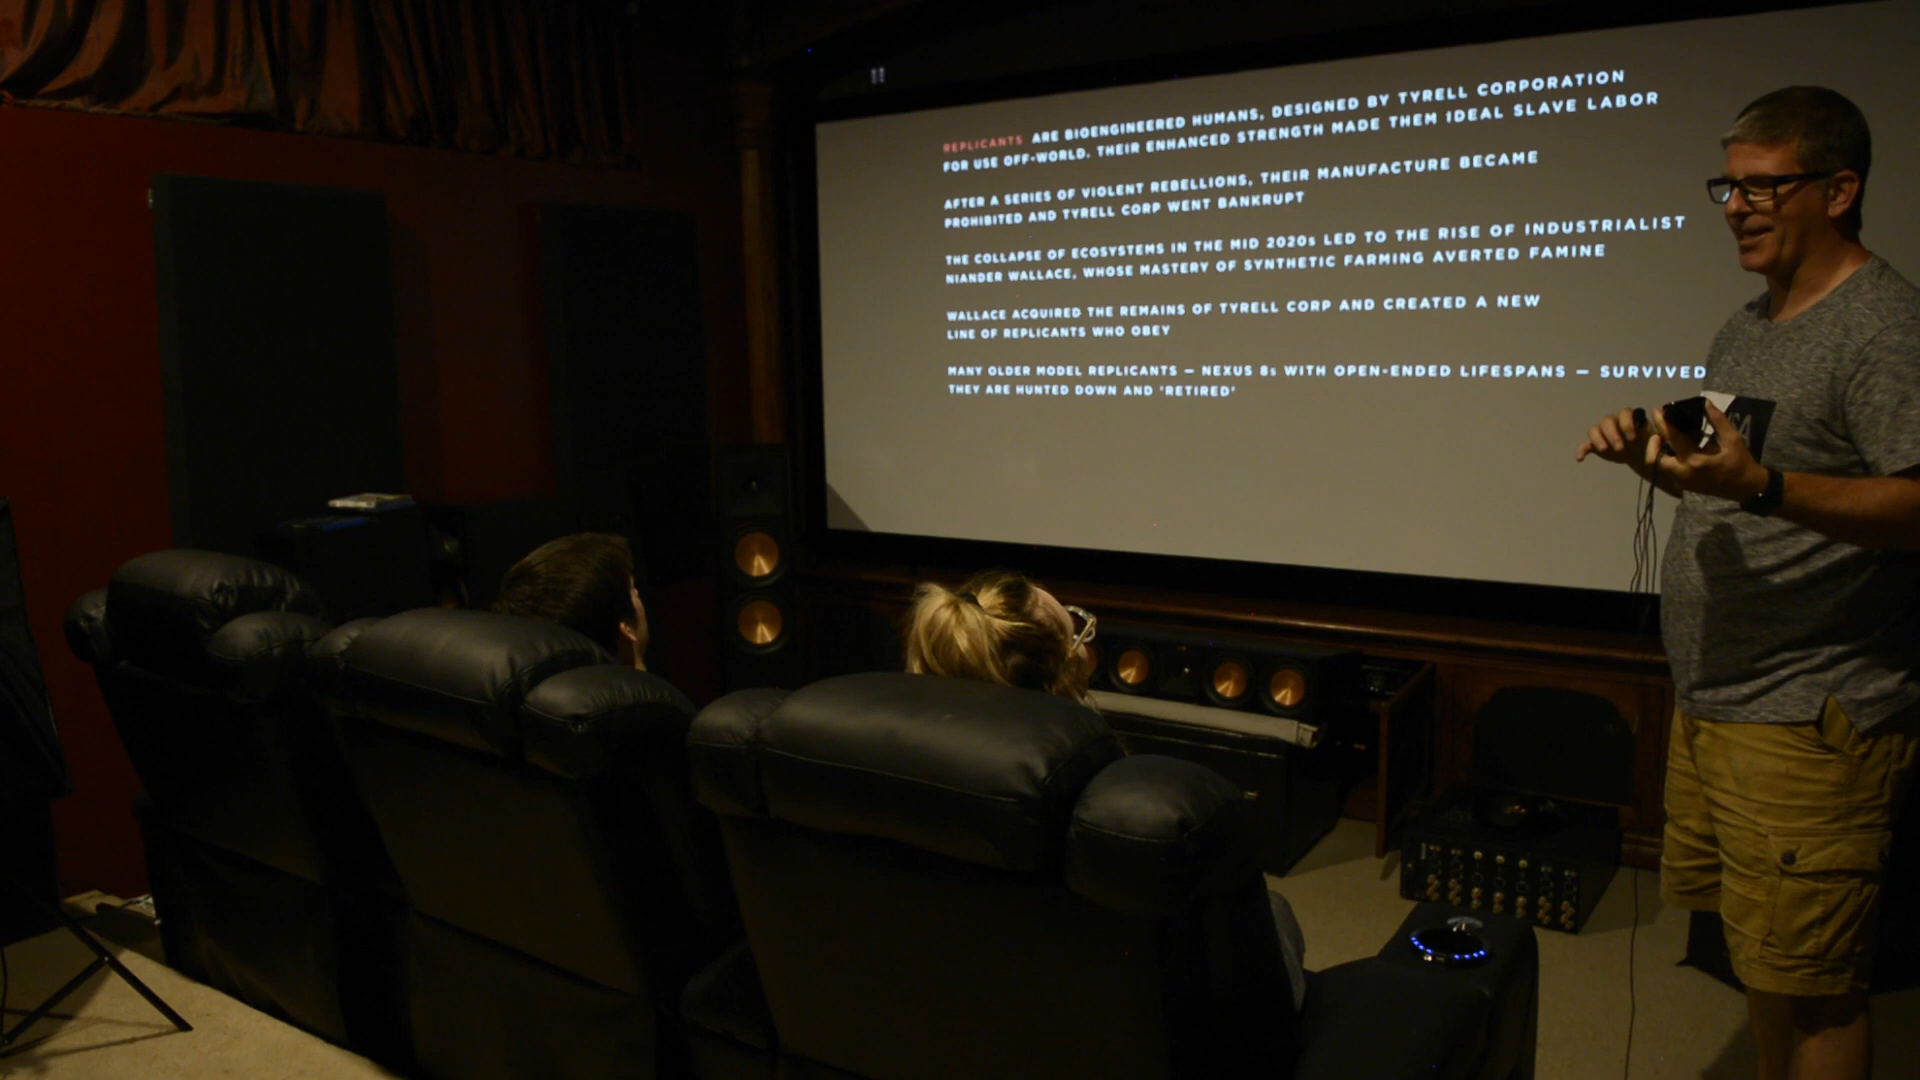 REPLICANTS ARE BIOENGINEERED HUMANS, DESIGNED BY TYRELL CORPORATION
FOR USE OFF-WORLD. THEIR ENHANCED STRENGTH MADE THEM IDEAL SLAVE LABOR
AFTER A SERIES OF VIOLENT REBELLIONS, THEIR MANUFACTURE BECAME
PROHIBITED AND TYRELL CORP WENT BANKRUPT
THE COLLAPSE OF ECOSYSTEMS IN THE MID 2020s LED TO THE RISE OF INDUSTRIALIST
NIANDER WALLACE, WHOSE MASTERY OF SYNTHETIC FARMING AVERTED FAMINE
WALLACE ACQUIRED THE REMAINS OF TYRELL CORP AND CREATED A NEW
LINE OF REPLICANTS WHO OBEY
MANY OLDER MODEL REPLICANTS – NEXUS 8s WITH OPEN-ENDED LIFESPANS – SURVIVED
THEY ARE HUNTED DOWN AND 'RETIRED'